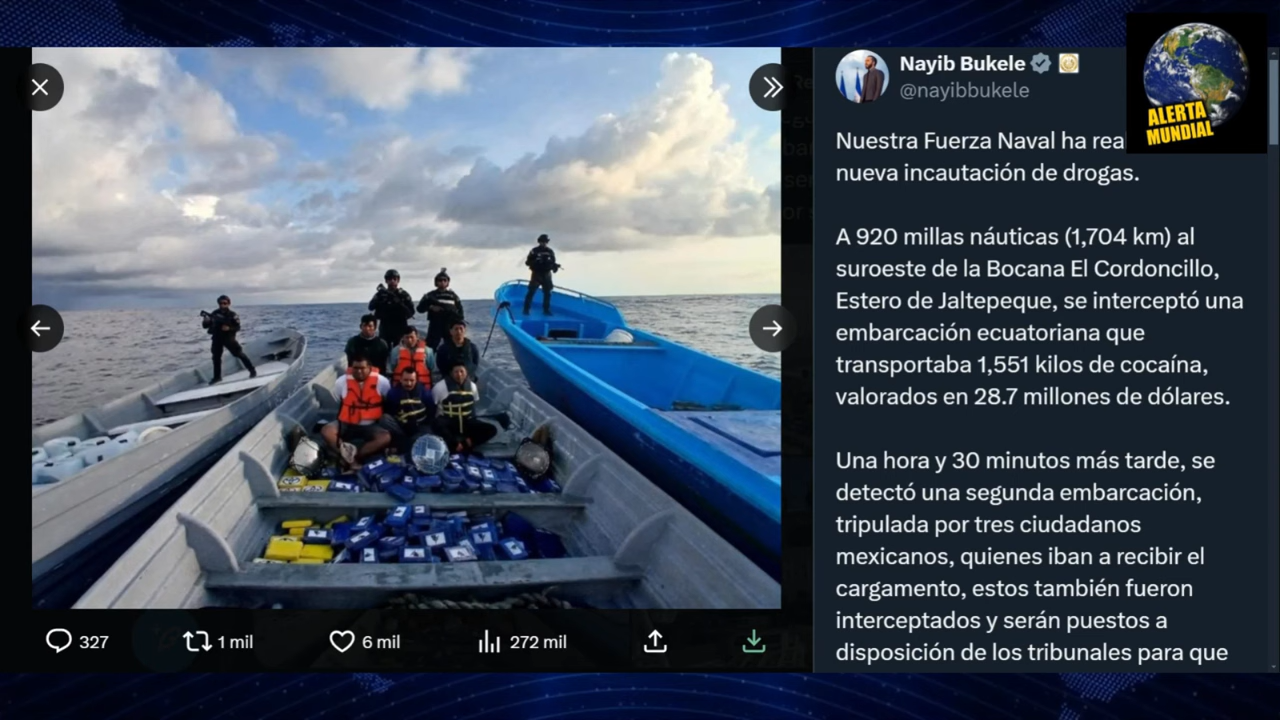 Nayib Bukele
@nayibbukele
ALERTA
MUNDIAL
Nuestra Fuerza Naval ha rea
nueva incautación de drogas.
A 920 millas náuticas (1,704 km) al
suroeste de la Bocana El Cordoncillo,
Estero de Jaltepeque, se interceptó una
embarcación ecuatoriana que
transportaba 1,551 kilos de cocaína,
valorados en 28.7 millones de dólares.
Una hora y 30 minutos más tarde, se
detectó una segunda embarcación,
tripulada por tres ciudadanos
mexicanos, quienes iban a recibir el
cargamento, estos también fueron
interceptados y serán puestos a
disposición de los tribunales para que
327
1 mil
6 mil
272 mil